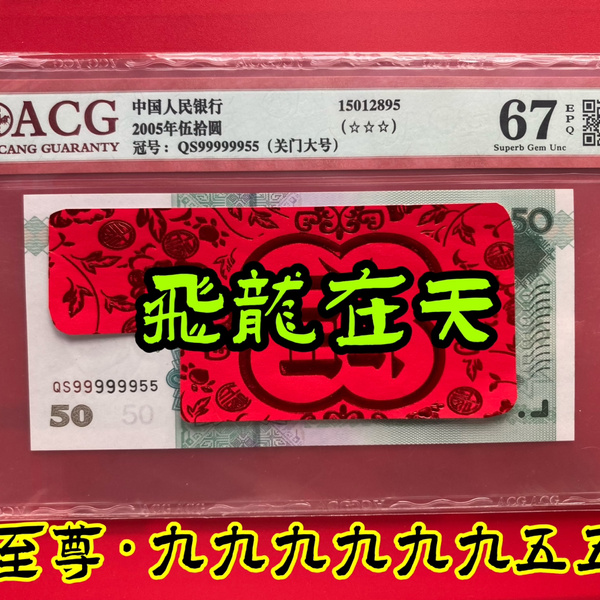 ACG
CANG GUARANTY
中国人民银行
2005年伍拾圆
冠号：QS99999955（关门大号）
15012895
(☆☆☆)
67
EPQ
Superb Gem Unc
50
飛龍在天
QS99999955
50 50
ACG ACG
至尊·九九九九九九五五